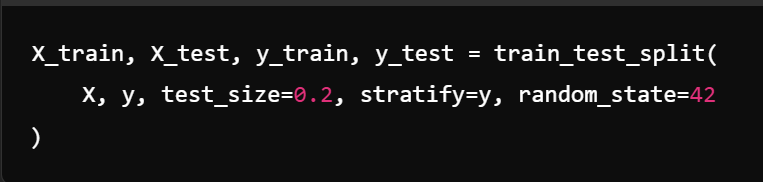 X_train, X_test, y_train, y_test = train_test_split(
    X, y, test_size=0.2, stratify=y, random_state=42
)